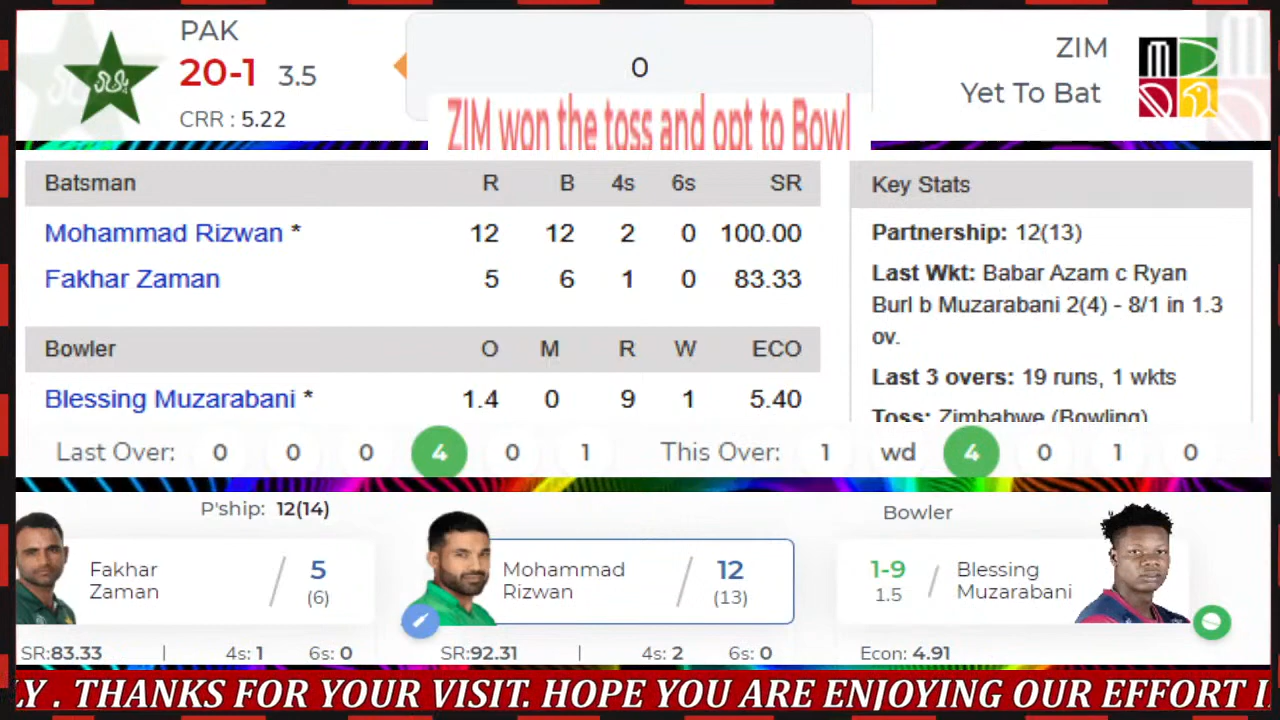 PAK
20-1 3.5
CRR : 5.22
0
ZIM won the toss and opt to Bowl
ZIM
Yet To Bat
Batsman R B 4s 6s SR
Mohammad Rizwan * 12 12 2 0 100.00
Fakhar Zaman 5 6 1 0 83.33
Bowler O M R W ECO
Blessing Muzarabani * 1.4 0 9 1 5.40
Key Stats
Partnership: 12(13)
Last Wkt: Babar Azam c Ryan
Burl b Muzarabani 2(4) - 8/1 in 1.3
ov.
Last 3 overs: 19 runs, 1 wkts
Toss: Zimbabwe (Bowling)
Last Over: 0 0 0 4 0 1 This Over: 1 wd 4 0 1 0
P'ship: 12(14)
Fakhar
Zaman
5
(6)
SR:83.33 | 4s: 1 6s: 0
Mohammad
Rizwan
12
(13)
SR:92.31 | 4s: 2 6s: 0
Bowler
1-9
1.5
Blessing
Muzarabani
Econ: 4.91
LY . THANKS FOR YOUR VISIT. HOPE YOU ARE ENJOYING OUR EFFORT I